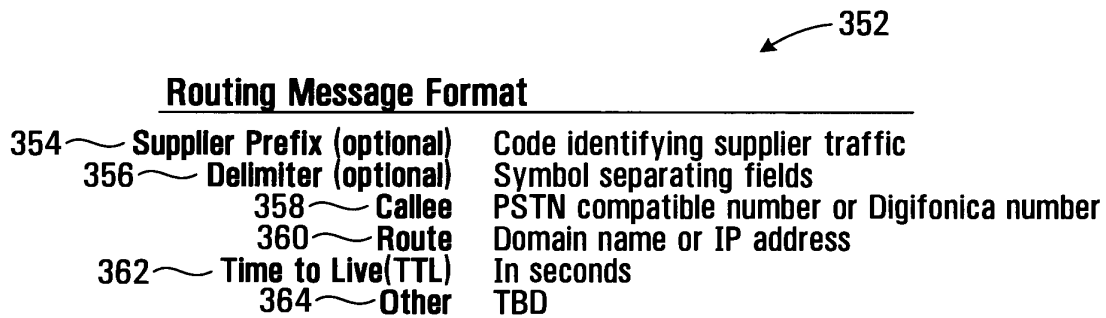 352
Routing Message Format
354 Supplier Prefix (optional) Code identifying supplier traffic
356 Delimiter (optional) Symbol separating fields
358 Callee PSTN compatible number or Digifonica number
360 Route Domain name or IP address
362 Time to Live(TTL) In seconds
364 Other TBD